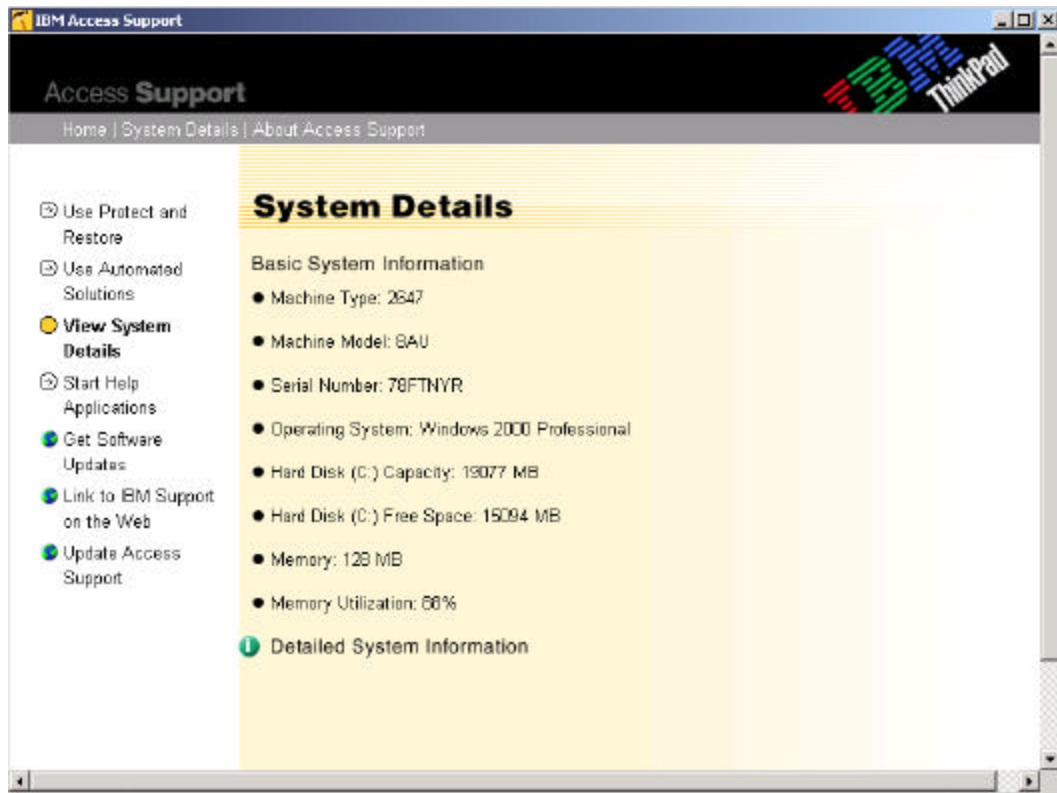 IBM Access Support
IBM
ThinkPad
Access Support
Home | System Details | About Access Support
Use Protect and
Restore
Use Automated
Solutions
View System
Details
Start Help
Applications
Get Software
Updates
Link to IBM Support
on the Web
Update Access
Support
System Details
Basic System Information
Machine Type: 2647
Machine Model: 8AU
Serial Number: 78FTNYR
Operating System: Windows 2000 Professional
Hard Disk (C:) Capacity: 19077 MB
Hard Disk (C:) Free Space: 15094 MB
Memory: 128 MB
Memory Utilization:
Detailed System Information